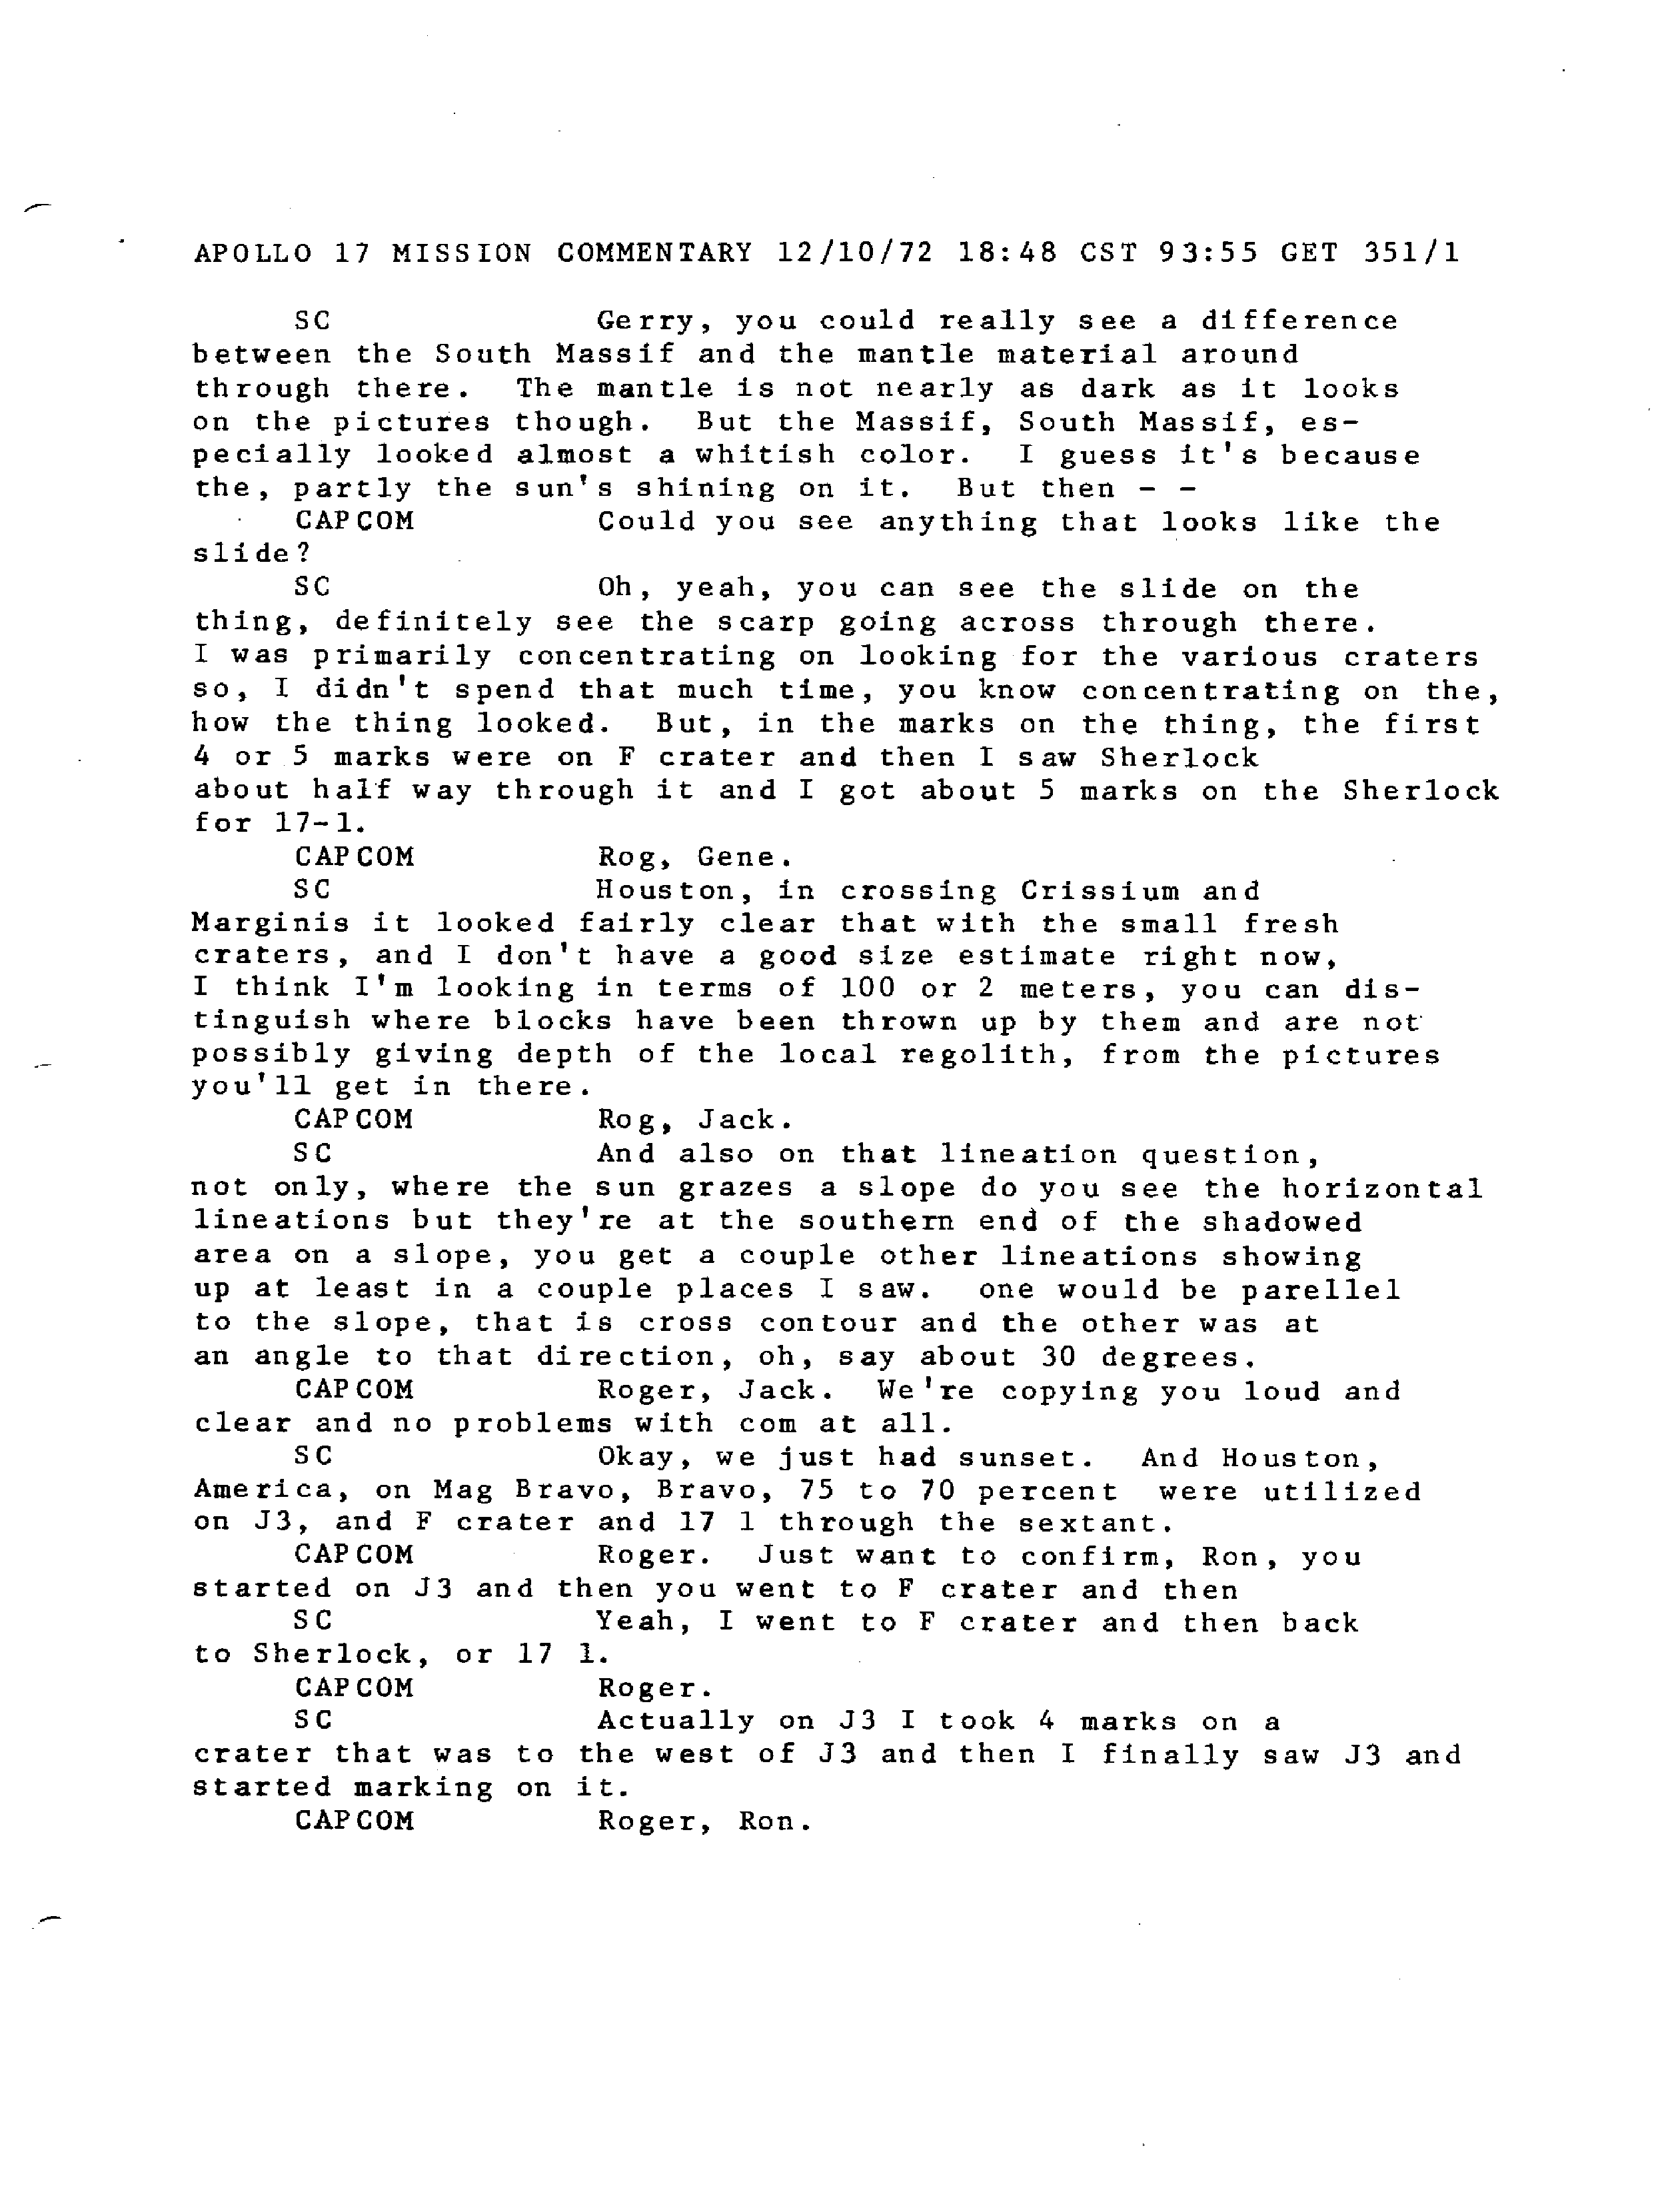 APOLLO 17 MISSION COMMENTARY 12/10/72 18:48 CST 93:55 GET 351/1
SC Gerry, you could really see a difference
between the South Massif and the mantle material around
through there. The mantle is not nearly as dark as it looks
on the pictures though. But the Massif, South Massif, es-
pecially looked almost a whitish color. I guess it's because
the, partly the sun's shining on it. But then - -
CAPCOM Could you see anything that looks like the
slide?
SC Oh, yeah, you can see the slide on the
thing, definitely see the scarp going across through there.
I was primarily concentrating on looking for the various craters
so, I didn't spend that much time, you know concentrating on the,
how the thing looked. But, in the marks on the thing, the first
4 or 5 marks were on F crater and then I saw Sherlock
about half way through it and I got about 5 marks on the Sherlock
for 17-1.
CAPCOM Rog, Gene.
SC Houston, in crossing Crissium and
Marginis it looked fairly clear that with the small fresh
craters, and I don't have a good size estimate right now,
I think I'm looking in terms of 100 or 2 meters, you can dis-
tinguish where blocks have been thrown up by them and are not
possibly giving depth of the local regolith, from the pictures
you'll get in there.
CAPCOM Rog, Jack.
SC And also on that lineation question,
not only, where the sun grazes a slope do you see the horizontal
lineations but they're at the southern end of the shadowed
area on a slope, you get a couple other lineations showing
up at least in a couple places I saw. one would be parellel
to the slope, that is cross contour and the other was at
an angle to that direction, oh, say about 30 degrees.
CAPCOM Roger, Jack. We're copying you loud and
clear and no problems with com at all.
SC Okay, we just had sunset. And Houston,
America, on Mag Bravo, Bravo, 75 to 70 percent were utilized
on J3, and F crater and 17 1 through the sextant.
CAPCOM Roger. Just want to confirm, Ron, you
started on J3 and then you went to F crater and then
SC Yeah, I went to F crater and then back
to Sherlock, or 17 1.
CAPCOM Roger.
SC Actually on J3 I took 4 marks on a
crater that was to the west of J3 and then I finally saw J3 and
started marking on it.
CAPCOM Roger, Ron.